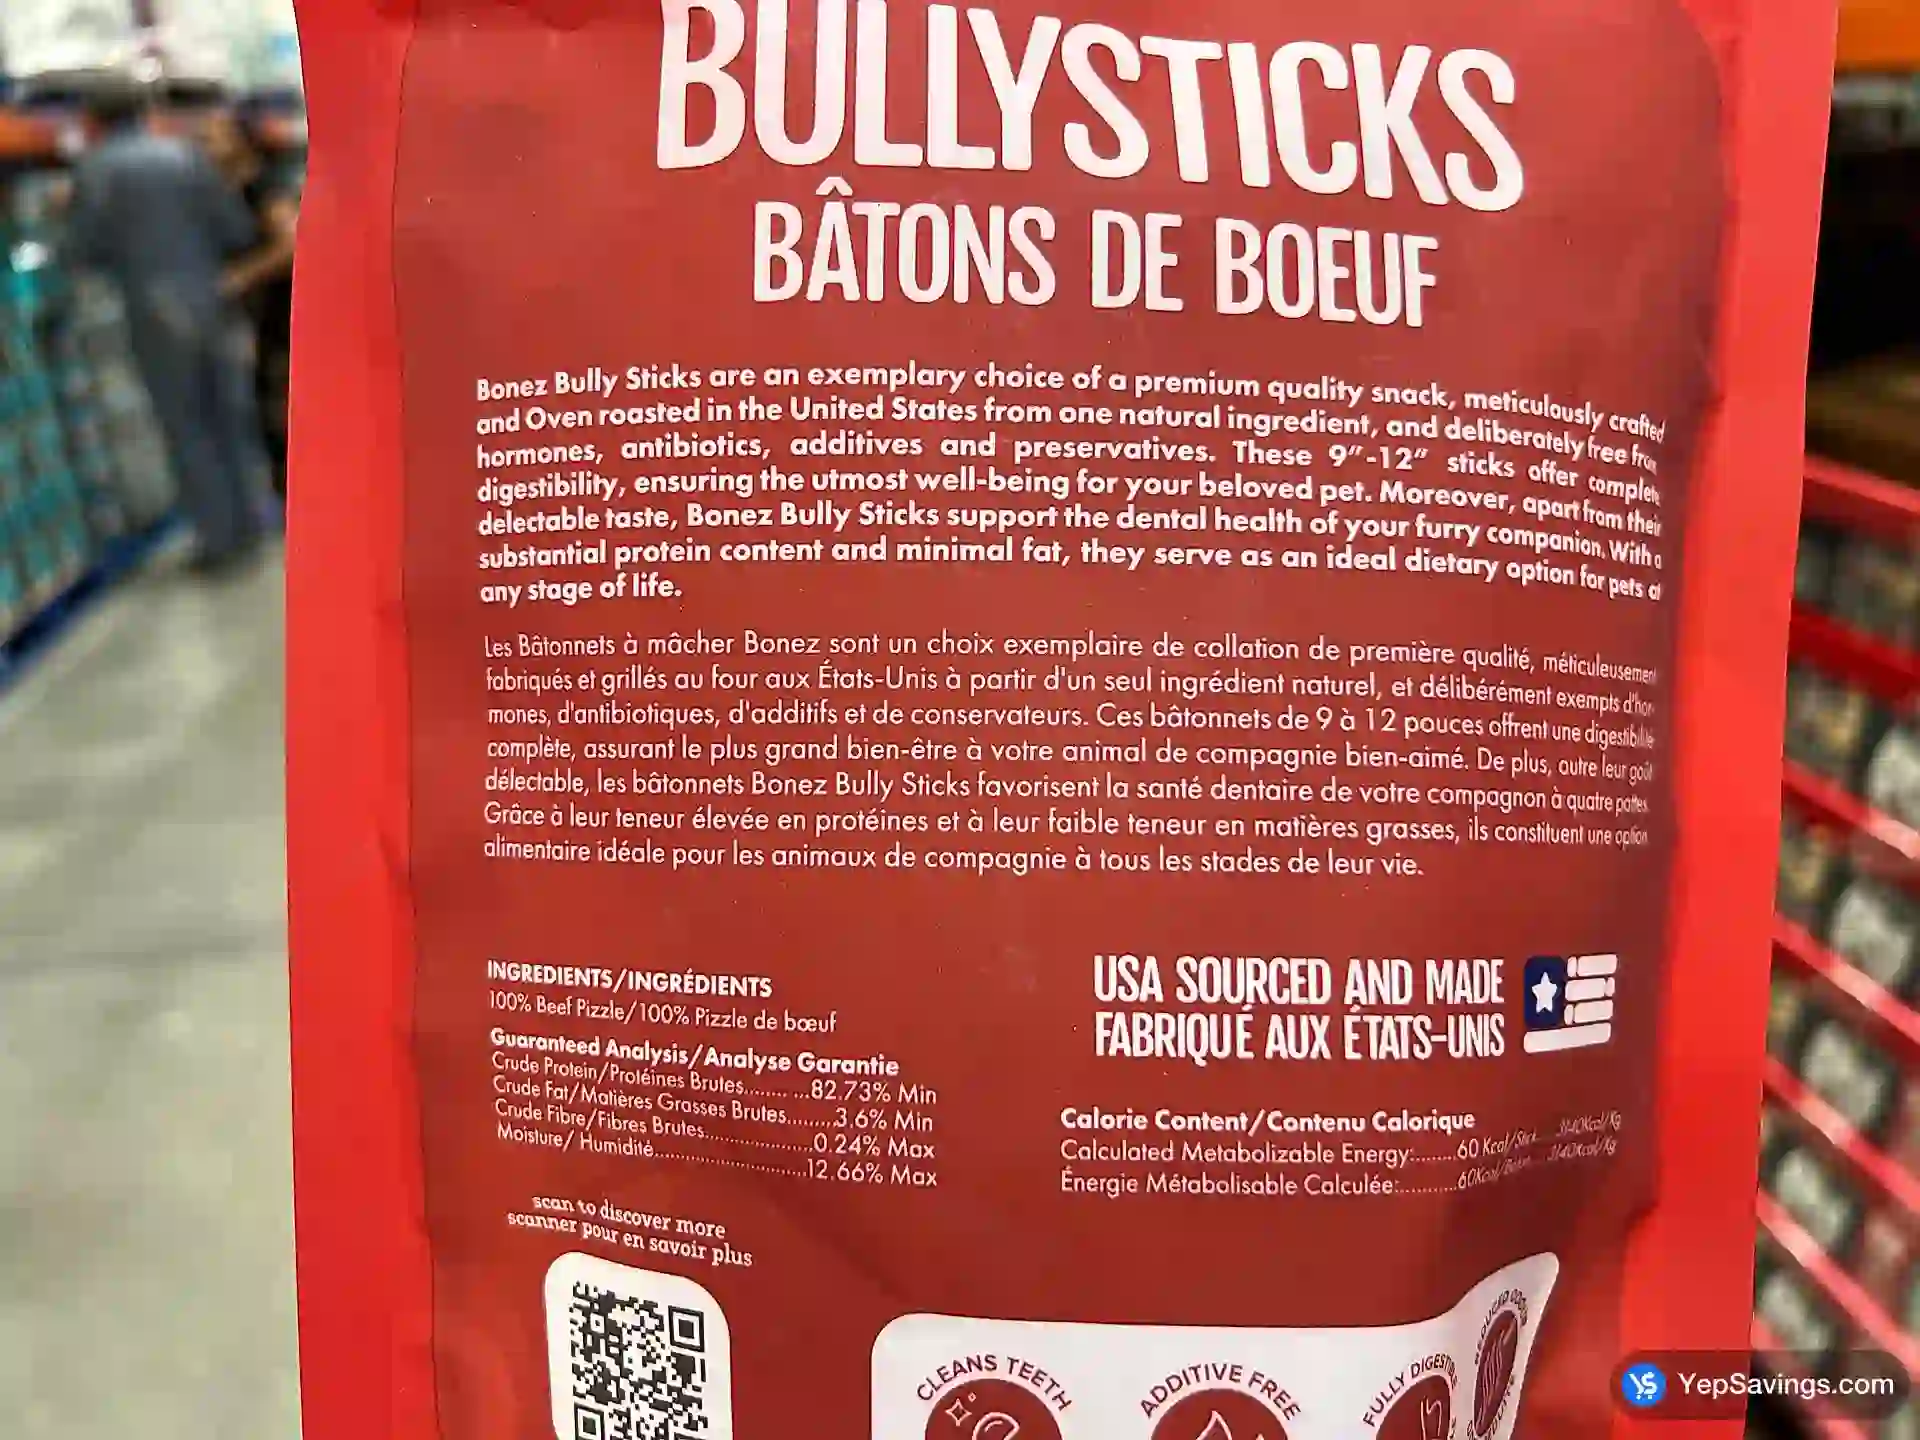 BULLYSTICKS
BÂTONS DE BOEUF
Bonez Bully Sticks are an exemplary choice of a premium quality snack, meticulously crafted
and Oven roasted in the United States from one natural ingredient, and deliberately free from
hormones, antibiotics, additives and preservatives. These 9"-12" sticks offer complete
digestibility, ensuring the utmost well-being for your beloved pet. Moreover, apart from their
delectable taste, Bonez Bully Sticks support the dental health of your furry companion. With a
substantial protein content and minimal fat, they serve as an ideal dietary option for pets at
any stage of life.
Les Bâtonnets à mâcher Bonez sont un choix exemplaire de collation de première qualité, méticuleusement
fabriqués et grillés au four aux États-Unis à partir d'un seul ingrédient naturel, et délibérément exempts d'hor-
mones, d'antibiotiques, d'additifs et de conservateurs. Ces bâtonnets de 9 à 12 pouces offrent une digestibilité
complète, assurant le plus grand bien-être à votre animal de compagnie bien-aimé. De plus, outre leur goût
délectable, les bâtonnets Bonez Bully Sticks favorisent la santé dentaire de votre compagnon à quatre pattes.
Grâce à leur teneur élevée en protéines et à leur faible teneur en matières grasses, ils constituent une option
alimentaire idéale pour les animaux de compagnie à tous les stades de leur vie.
INGREDIENTS/INGRÉDIENTS
100% Beef Pizzle/100% Pizzle de bœuf
Guaranteed Analysis/Analyse Garantie
Crude Protein/Protéines Brutes...........82.73% Min
Crude Fat/Matières Grasses Brutes........3.6% Min
Crude Fibre/Fibres Brutes....................0.24% Max
Moisture/ Humidité............................12.66% Max
USA SOURCED AND MADE
FABRIQUÉ AUX ÉTATS-UNIS
Calorie Content/Contenu Calorique
Calculated Metabolizable Energy:........60 Kcal/Stick....3140Kcal/Kg
Énergie Métabolisable Calculée:...........60Kcal/ ....3140Kcal/Kg
scan to discover more
scanner pour en savoir plus
CLEANS TEETH
ADDITIVE FREE
FULLY DIGESTIBLE
REDUCED ODOR
YepSavings.com